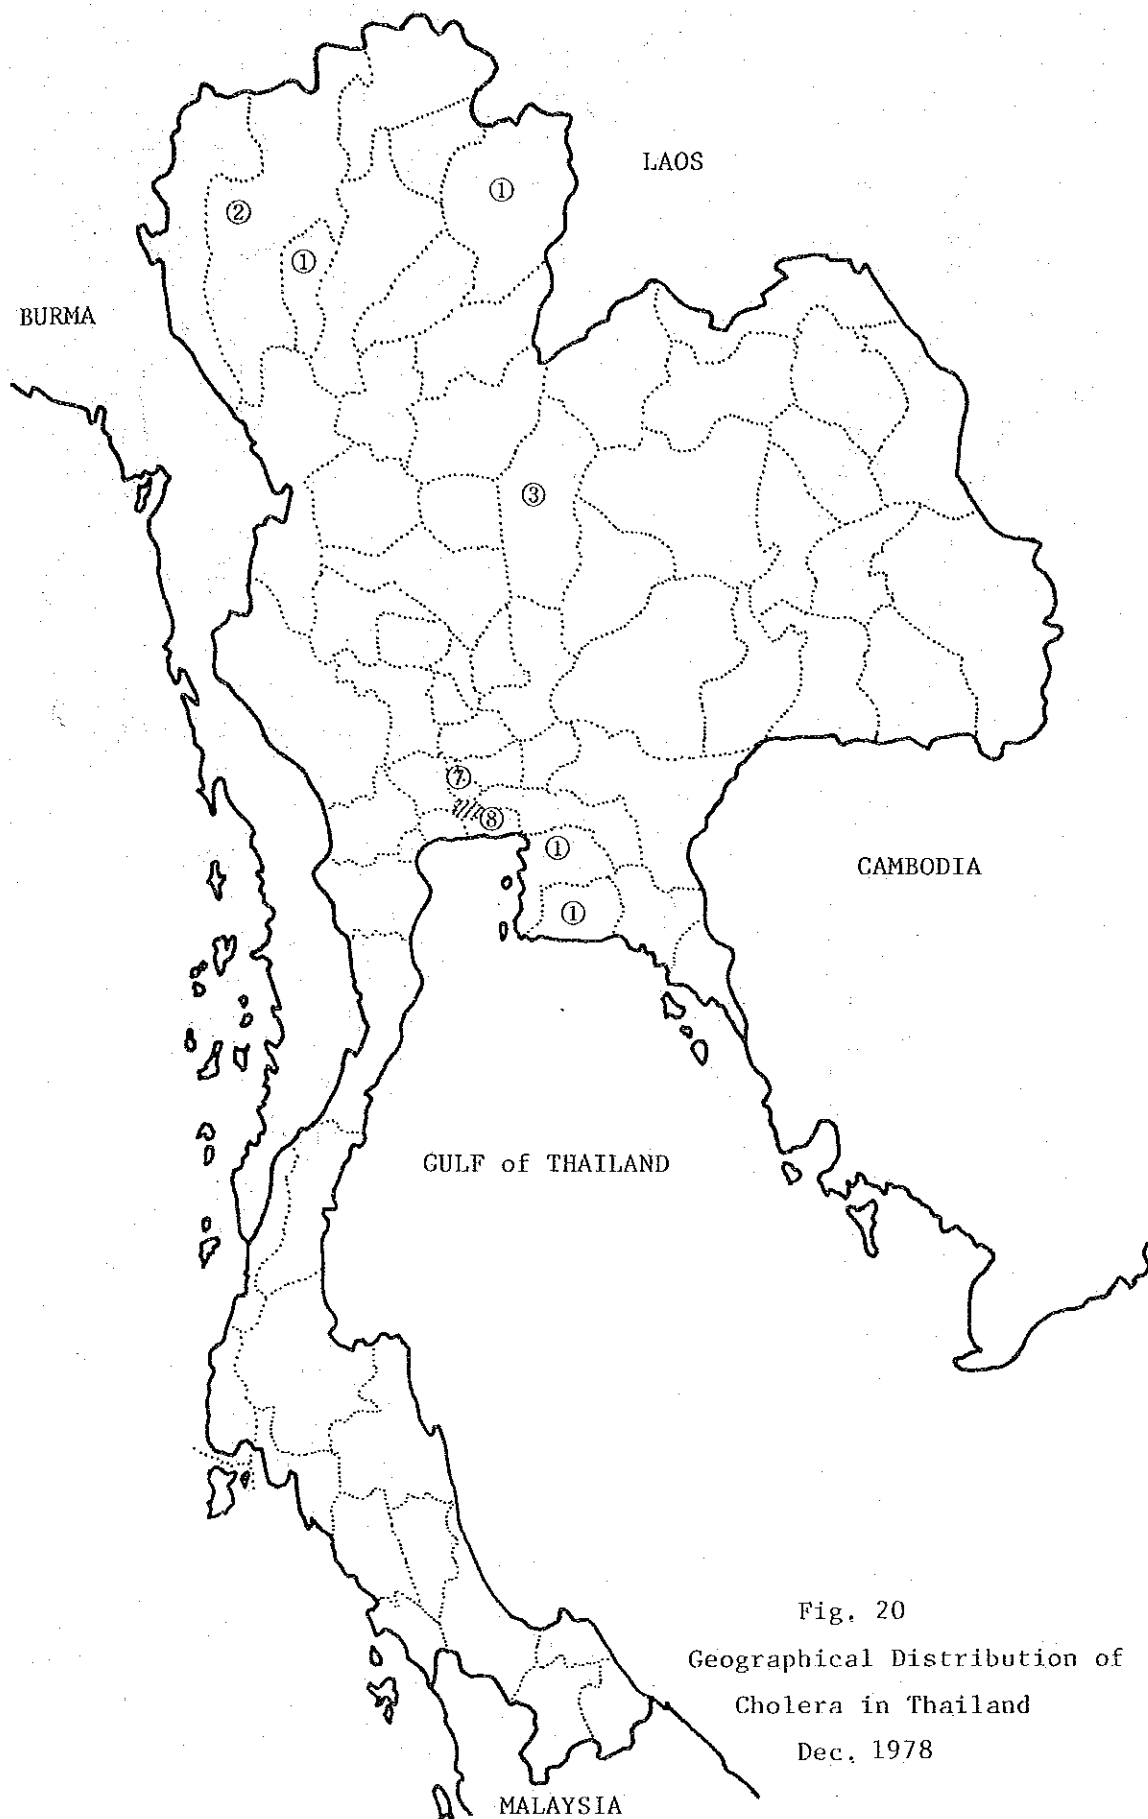 LAOS
①
②
①
BURMA
③
⑦
⑧
①
CAMBODIA
①
GULF of THAILAND
Fig. 20
Geographical Distribution of
Cholera in Thailand
Dec. 1978
MALAYSIA